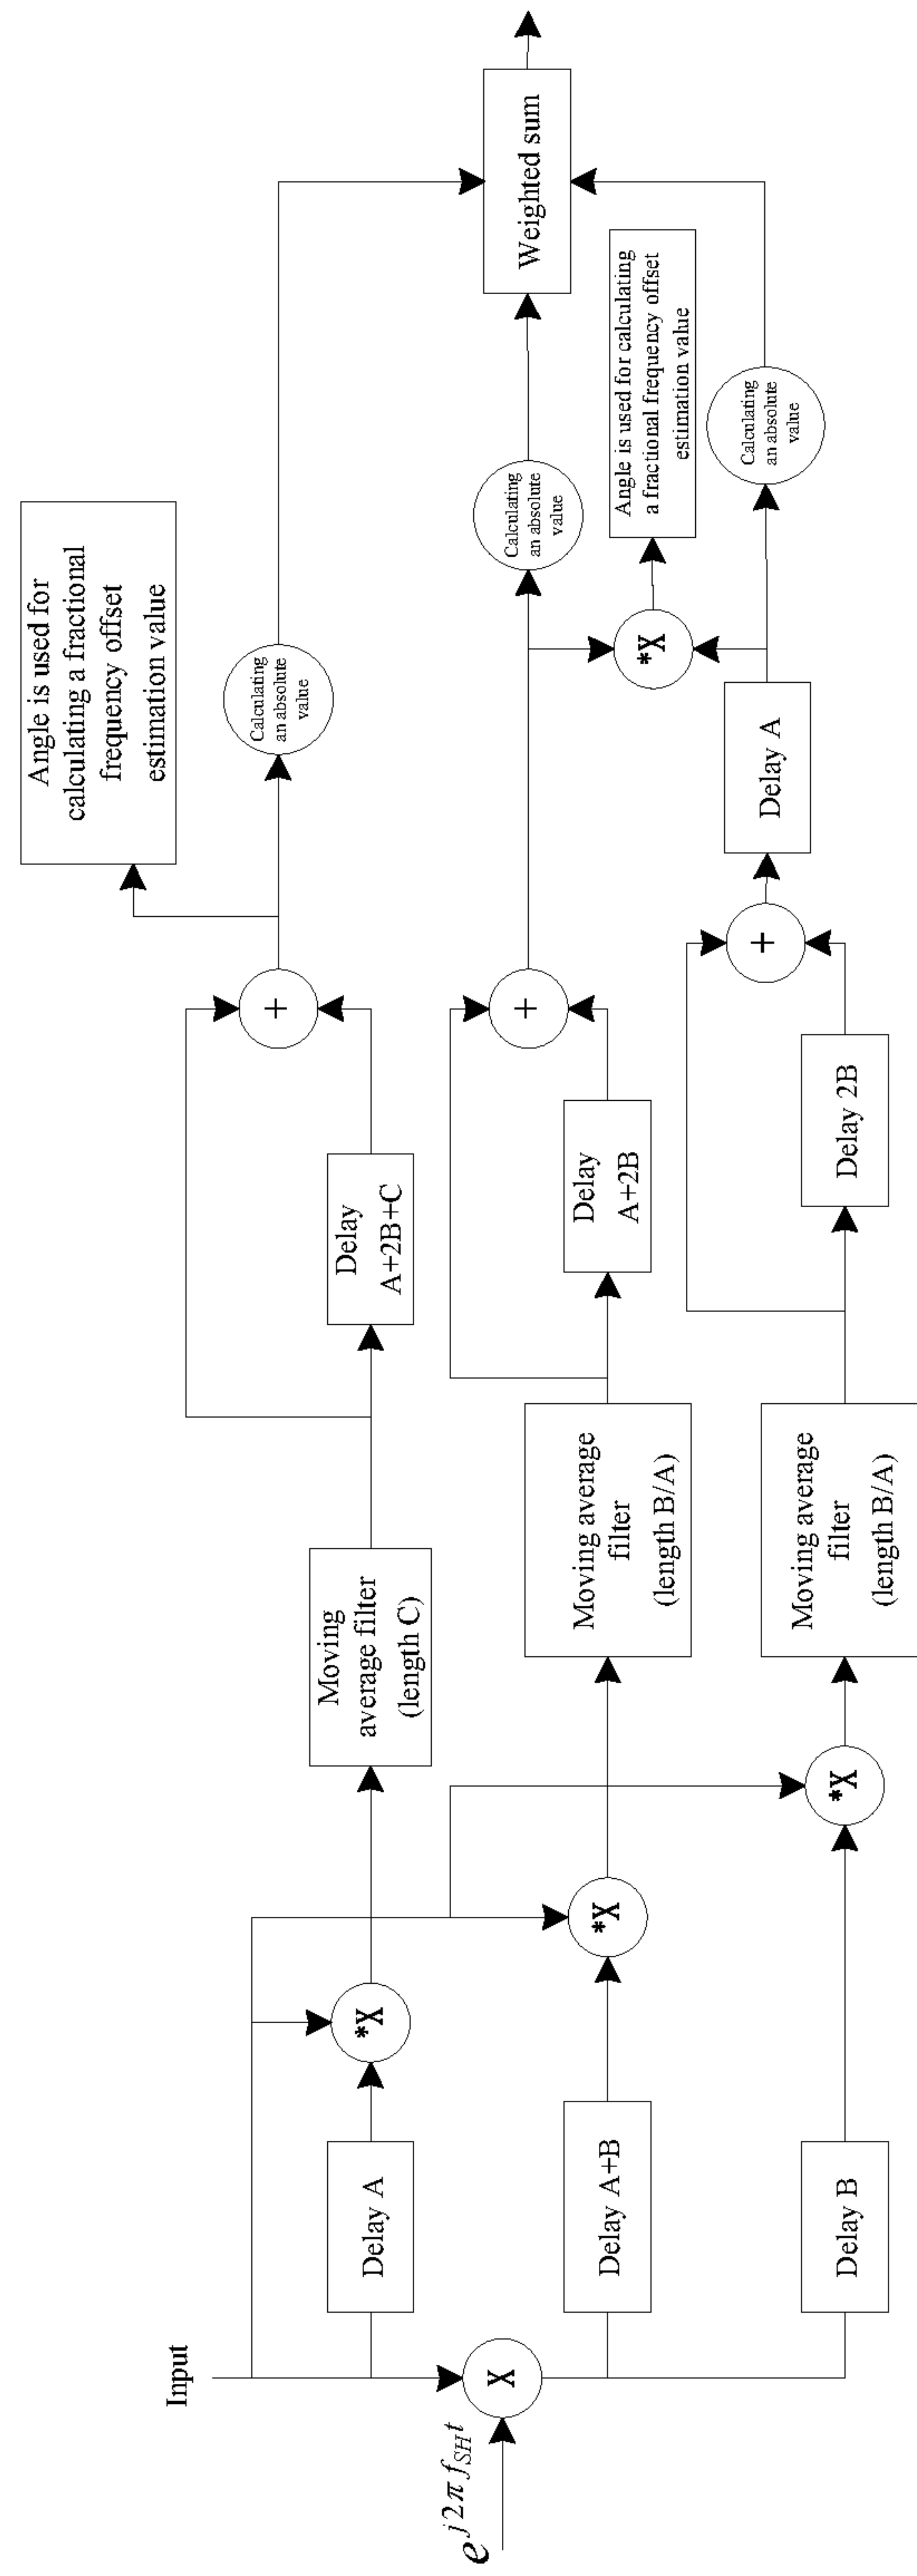 Input
e^{j2πf_{SH}t}
X
Delay A
*X
Moving
average filter
(length C)
Delay
A+2B+C
+
Angle is used for
calculating a fractional
frequency offset
estimation value
Calculating
an absolute
value
Delay A+B
*X
Moving average
filter
(length B/A)
Delay
A+2B
+
Calculating
an absolute
value
Weighted sum
*X
Angle is used for calculating
a fractional frequency offset
estimation value
Delay B
*X
Moving average
filter
(length B/A)
Delay 2B
+
Delay A
Calculating
an absolute
value